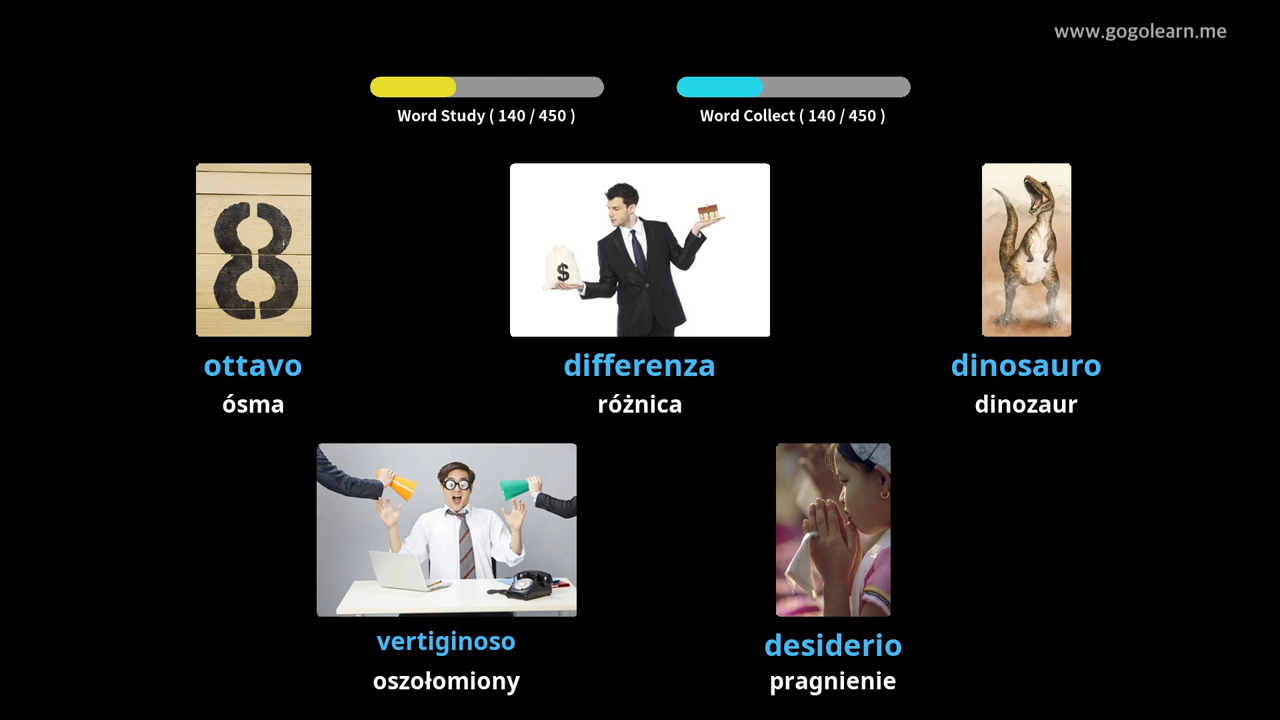 www.gogolearn.me
Word Study ( 140 / 450 )
Word Collect ( 140 / 450 )
8
$
ottavo
ósma
differenza
różnica
dinosauro
dinozaur
vertiginoso
oszołomiony
desiderio
pragnienie